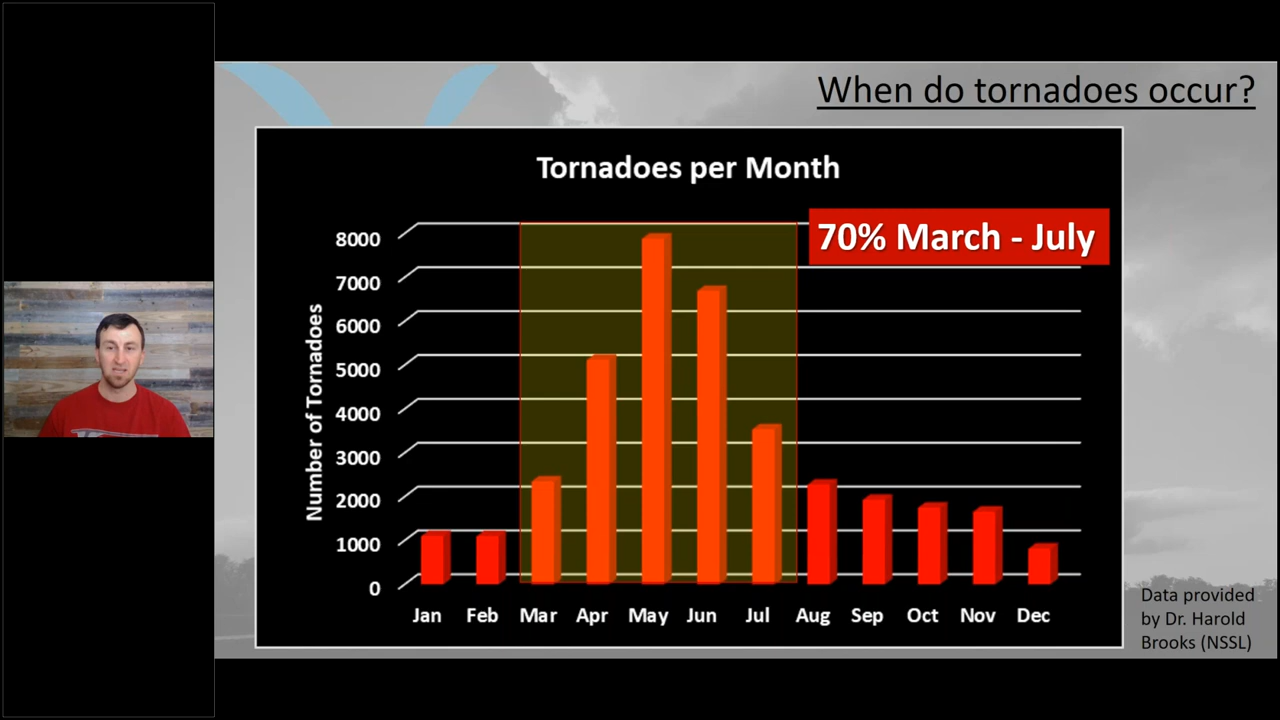 When do tornadoes occur?
Tornadoes per Month
70% March - July
Number of Tornadoes
8000
7000
6000
5000
4000
3000
2000
1000
0
Jan Feb Mar Apr May Jun Jul Aug Sep Oct Nov Dec
Data provided
by Dr. Harold
Brooks (NSSL)